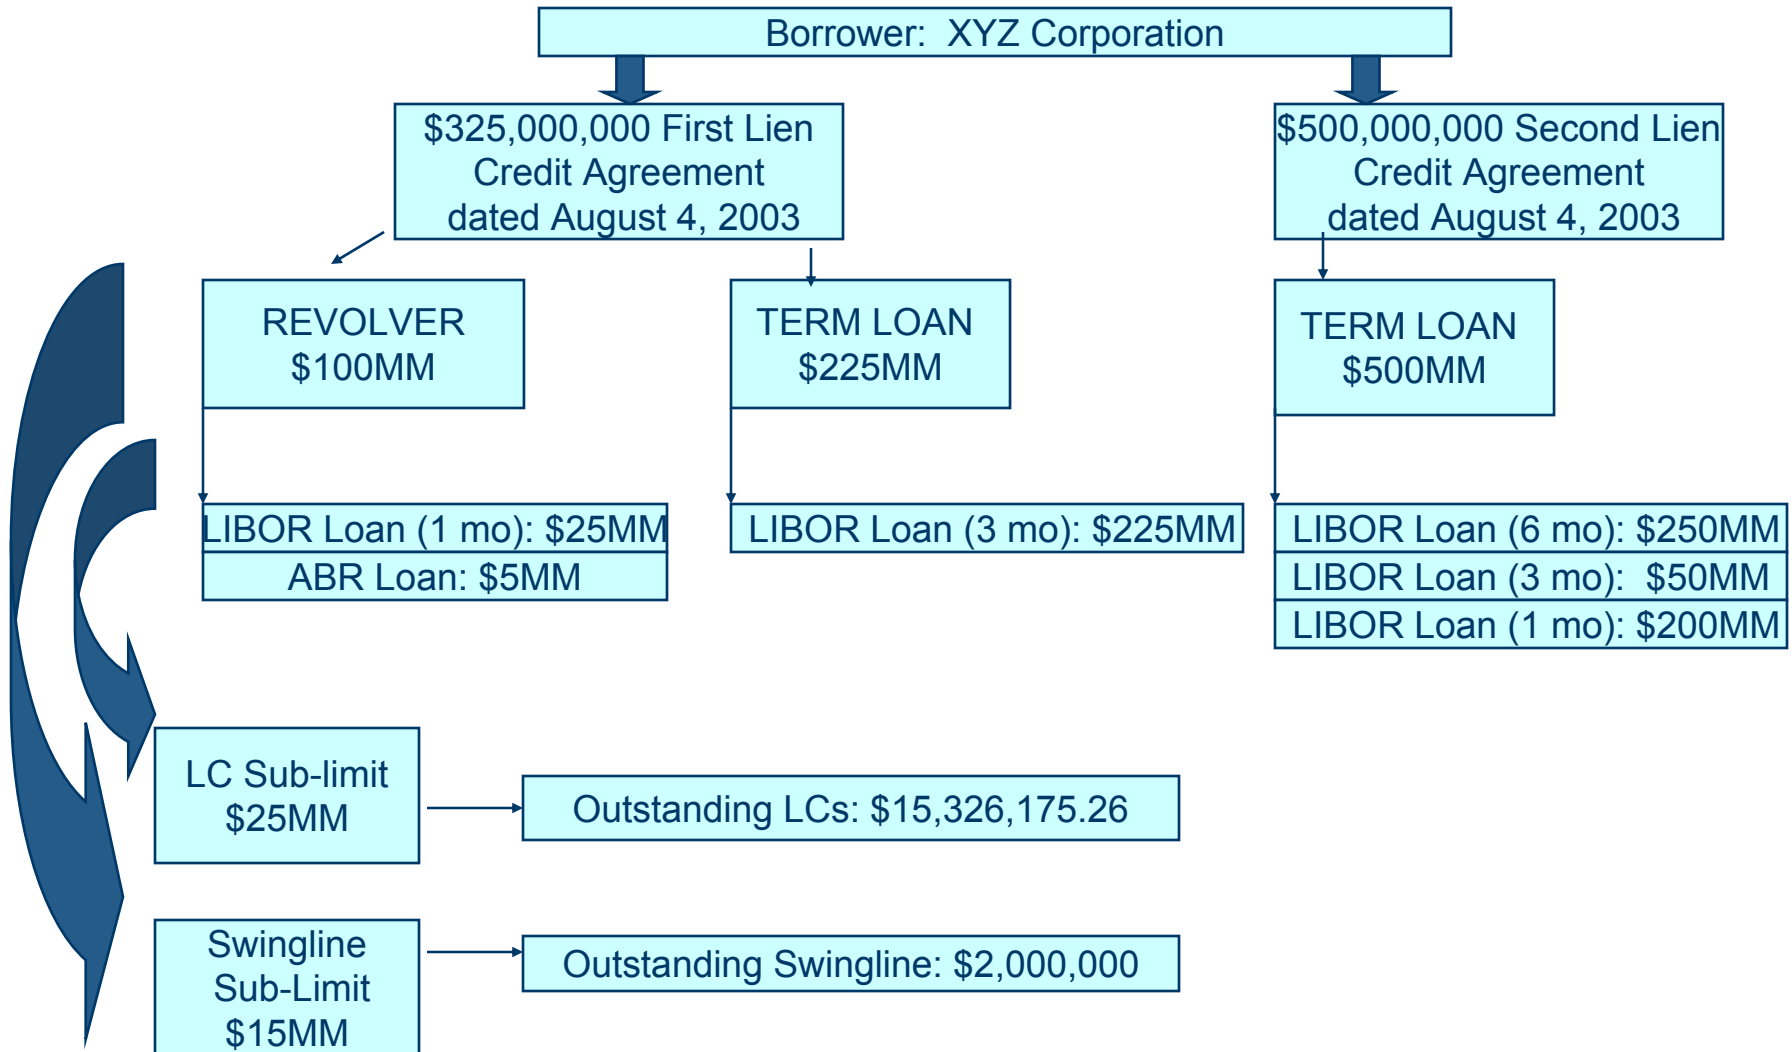 Borrower: XYZ Corporation
$325,000,000 First Lien
Credit Agreement
dated August 4, 2003
$500,000,000 Second Lien
Credit Agreement
dated August 4, 2003
REVOLVER
$100MM
TERM LOAN
$225MM
TERM LOAN
$500MM
LIBOR Loan (1 mo): $25MM
ABR Loan: $5MM
LIBOR Loan (3 mo): $225MM
LIBOR Loan (6 mo): $250MM
LIBOR Loan (3 mo): $50MM
LIBOR Loan (1 mo): $200MM
LC Sub-limit
$25MM
Outstanding LCs: $15,326,175.26
Swingline
Sub-Limit
$15MM
Outstanding Swingline: $2,000,000